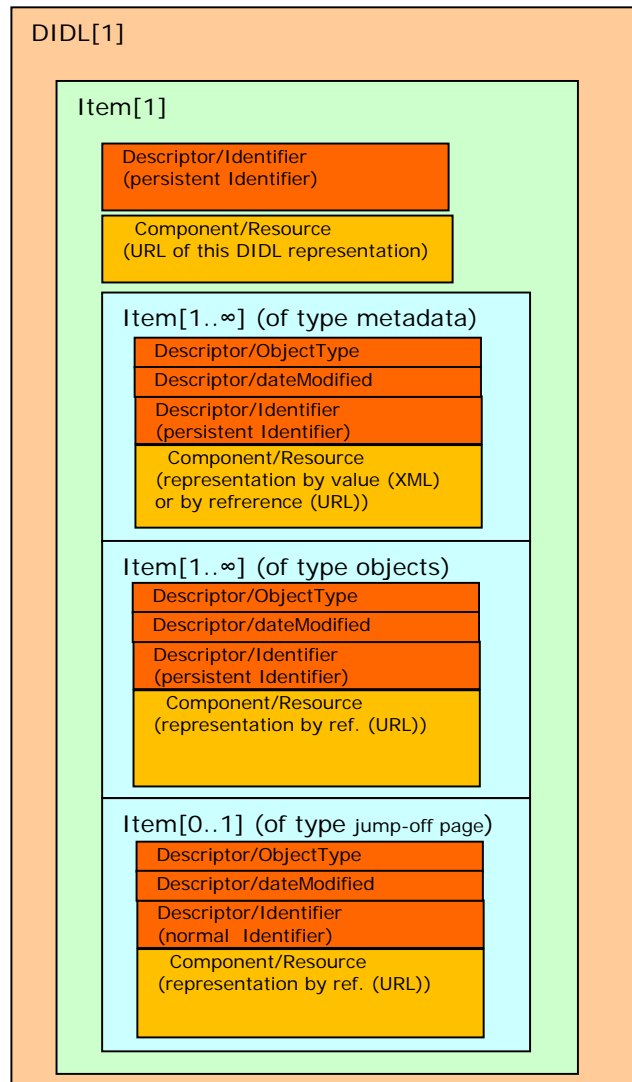 DIDL[1]
Item[1]
Descriptor/Identifier
(persistent Identifier)
Component/Resource
(URL of this DIDL representation)
Item[1..∞] (of type metadata)
Descriptor/ObjectType
Descriptor/dateModified
Descriptor/Identifier
(persistent Identifier)
Component/Resource
(representation by value (XML)
or by refrerence (URL))
Item[1..∞] (of type objects)
Descriptor/ObjectType
Descriptor/dateModified
Descriptor/Identifier
(persistent Identifier)
Component/Resource
(representation by ref. (URL))
Item[0..1] (of type jump-off page)
Descriptor/ObjectType
Descriptor/dateModified
Descriptor/Identifier
(normal Identifier)
Component/Resource
(representation by ref. (URL))